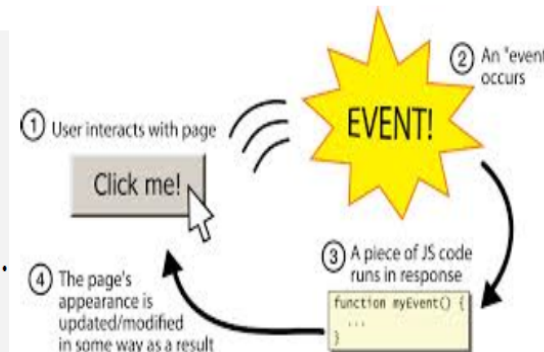 ① User interacts with page
Click me!
EVENT!
② An "event
occurs
③ A piece of JS code
runs in response
function myEvent() {
...
}
④ The page's
appearance is
updated/modified
in some way as a result